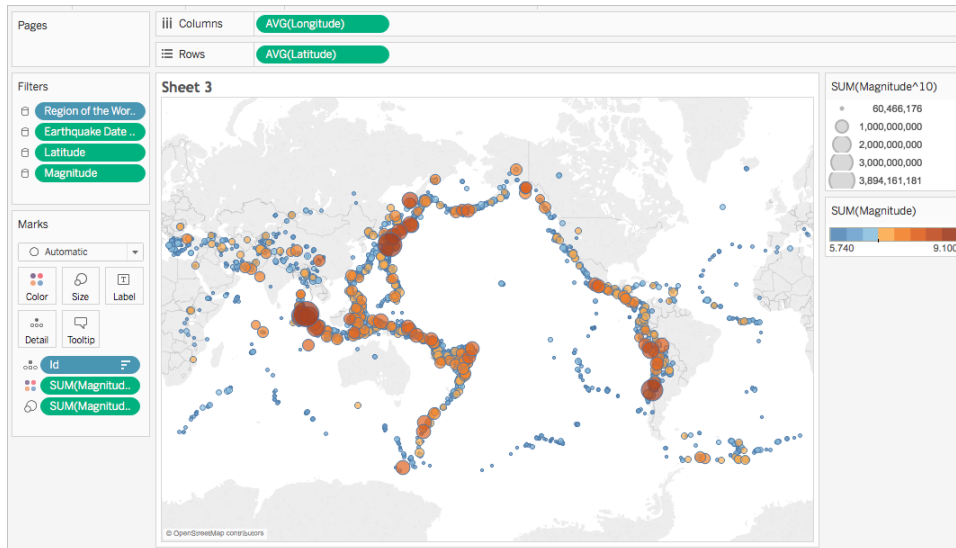 Pages
Columns
AVG(Longitude)
Rows
AVG(Latitude)
Filters
Region of the Wor..
Earthquake Date ..
Latitude
Magnitude
Marks
Automatic
Color
Size
Label
Detail
Tooltip
Id
SUM(Magnitud..
SUM(Magnitud..
Sheet 3
© OpenStreetMap contributors
SUM(Magnitude^10)
60,466,176
1,000,000,000
2,000,000,000
3,000,000,000
3,894,161,181
SUM(Magnitude)
5.740 9.100